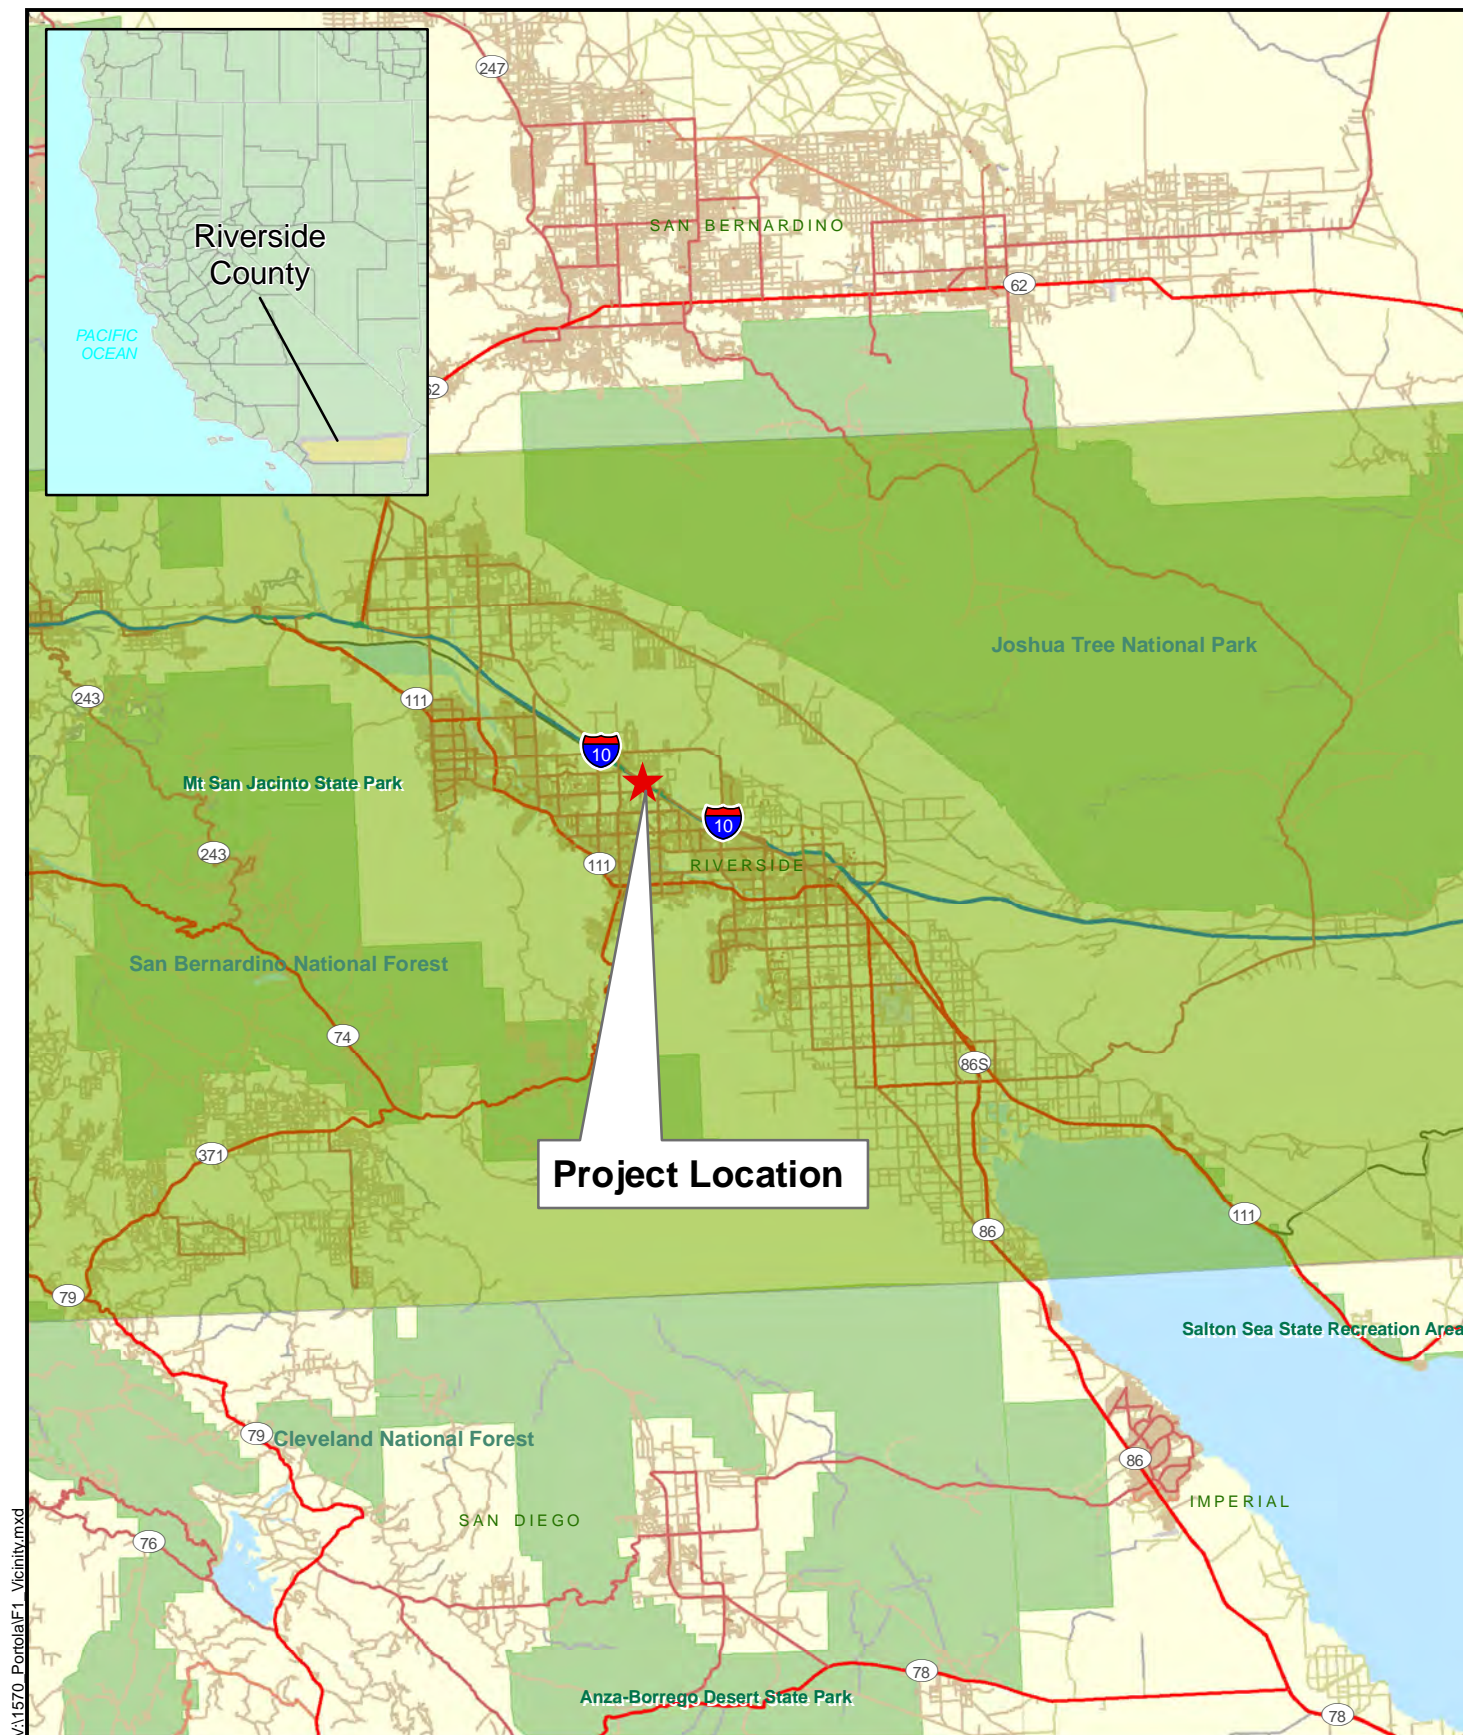 247
Riverside
County
SAN BERNARDINO
62
PACIFIC
OCEAN
62
Joshua Tree National Park
243
111
10
Mt San Jacinto State Park
10
243
111
RIVERSIDE
San Bernardino National Forest
74
86S
371
Project Location
111
86
79
Salton Sea State Recreation Area
79
Cleveland National Forest
86
IMPERIAL
SAN DIEGO
76
78
Anza-Borrego Desert State Park
78
V:\1570_Portola\F1_Vicinity.mxd